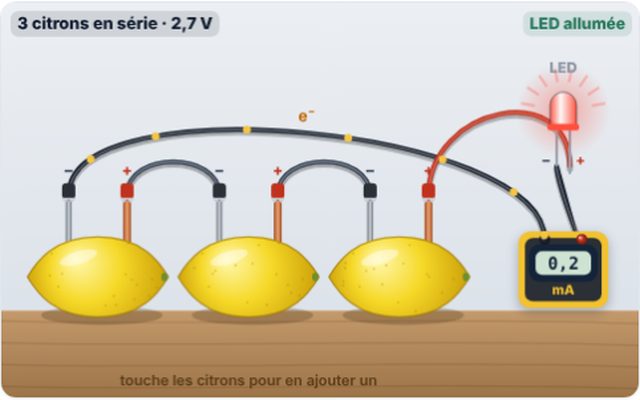 3 citrons en série · 2,7 V
LED allumée
LED
e⁻
− + − + − +
− +
0,2
mA
touche les citrons pour en ajouter un